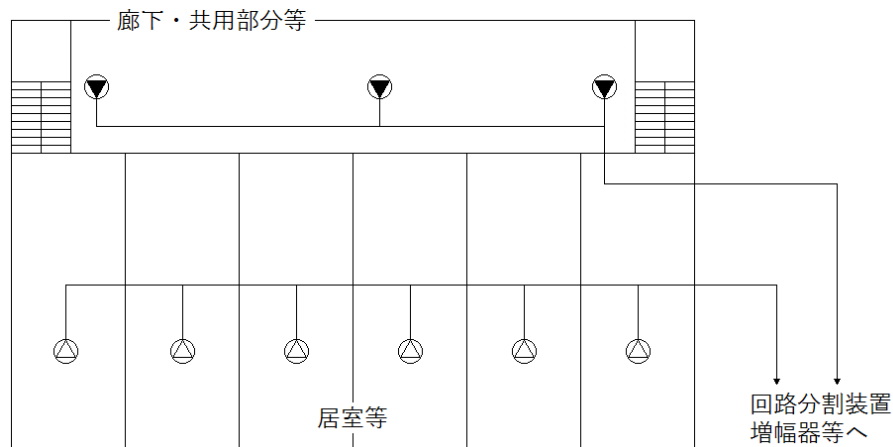 廊下・共用部分等
居室等
回路分割装置
増幅器等へ